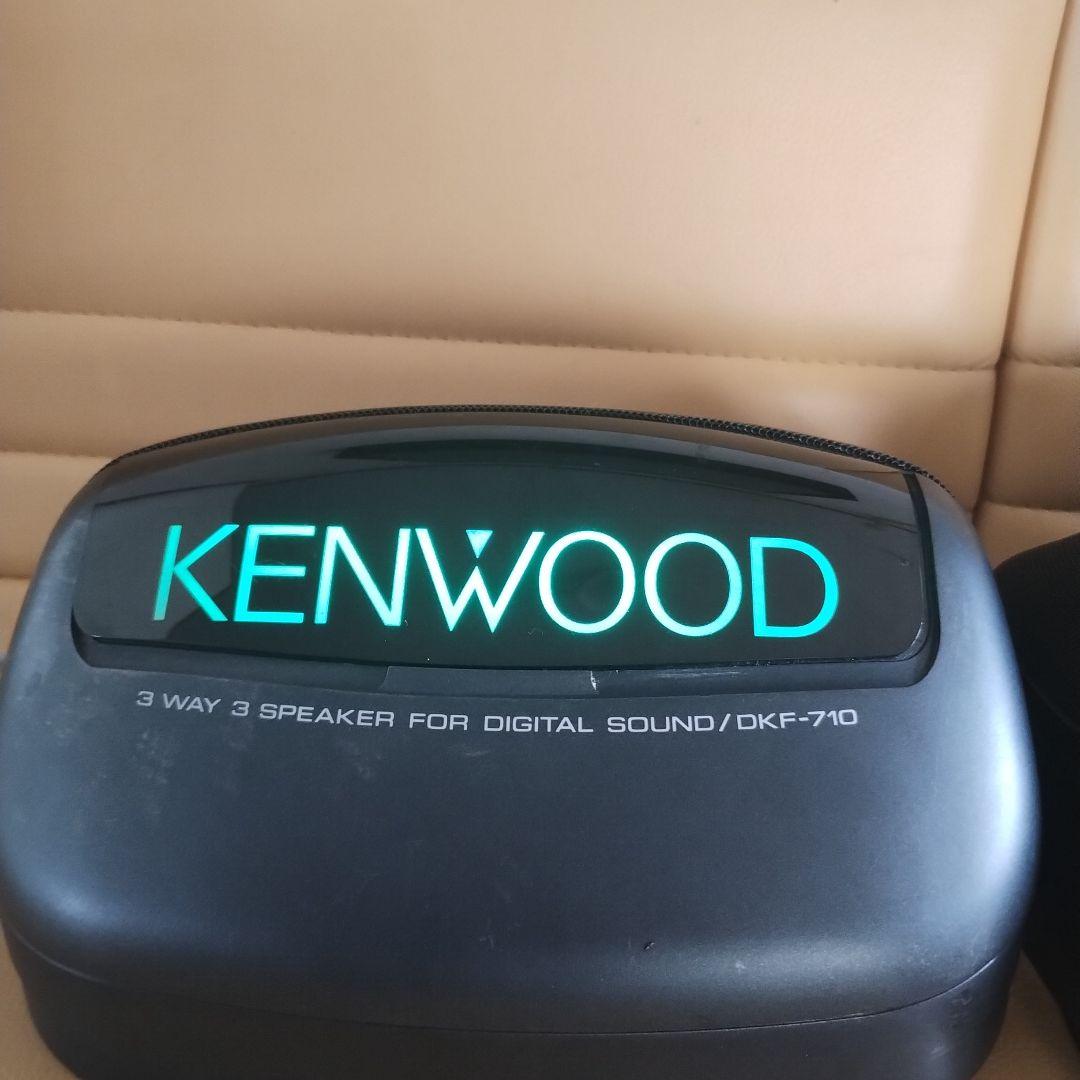 KENWOOD
3 WAY 3 SPEAKER FOR DIGITAL SOUND/DKF-710